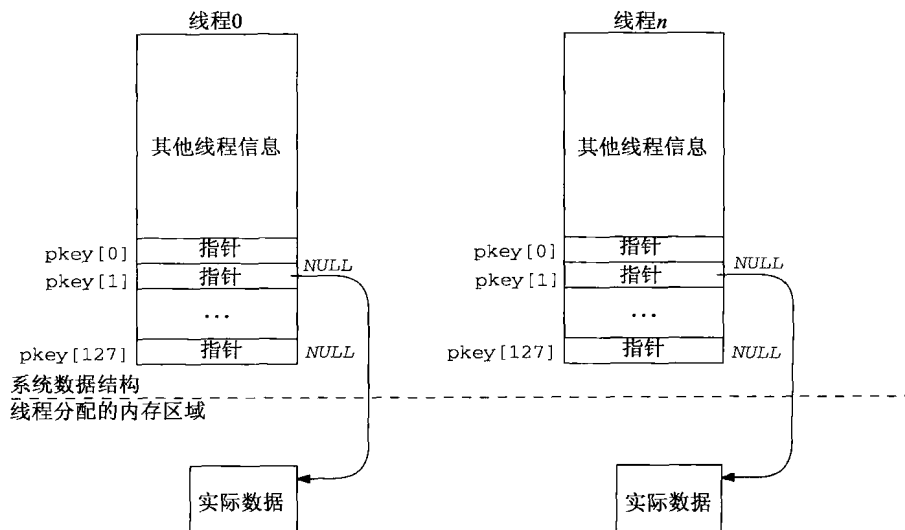 线程0
其他线程信息
pkey[0] 指针 NULL
pkey[1] 指针
...
pkey[127] 指针 NULL
线程n
其他线程信息
pkey[0] 指针 NULL
pkey[1] 指针
...
pkey[127] 指针 NULL
系统数据结构
线程分配的内存区域
实际数据
实际数据